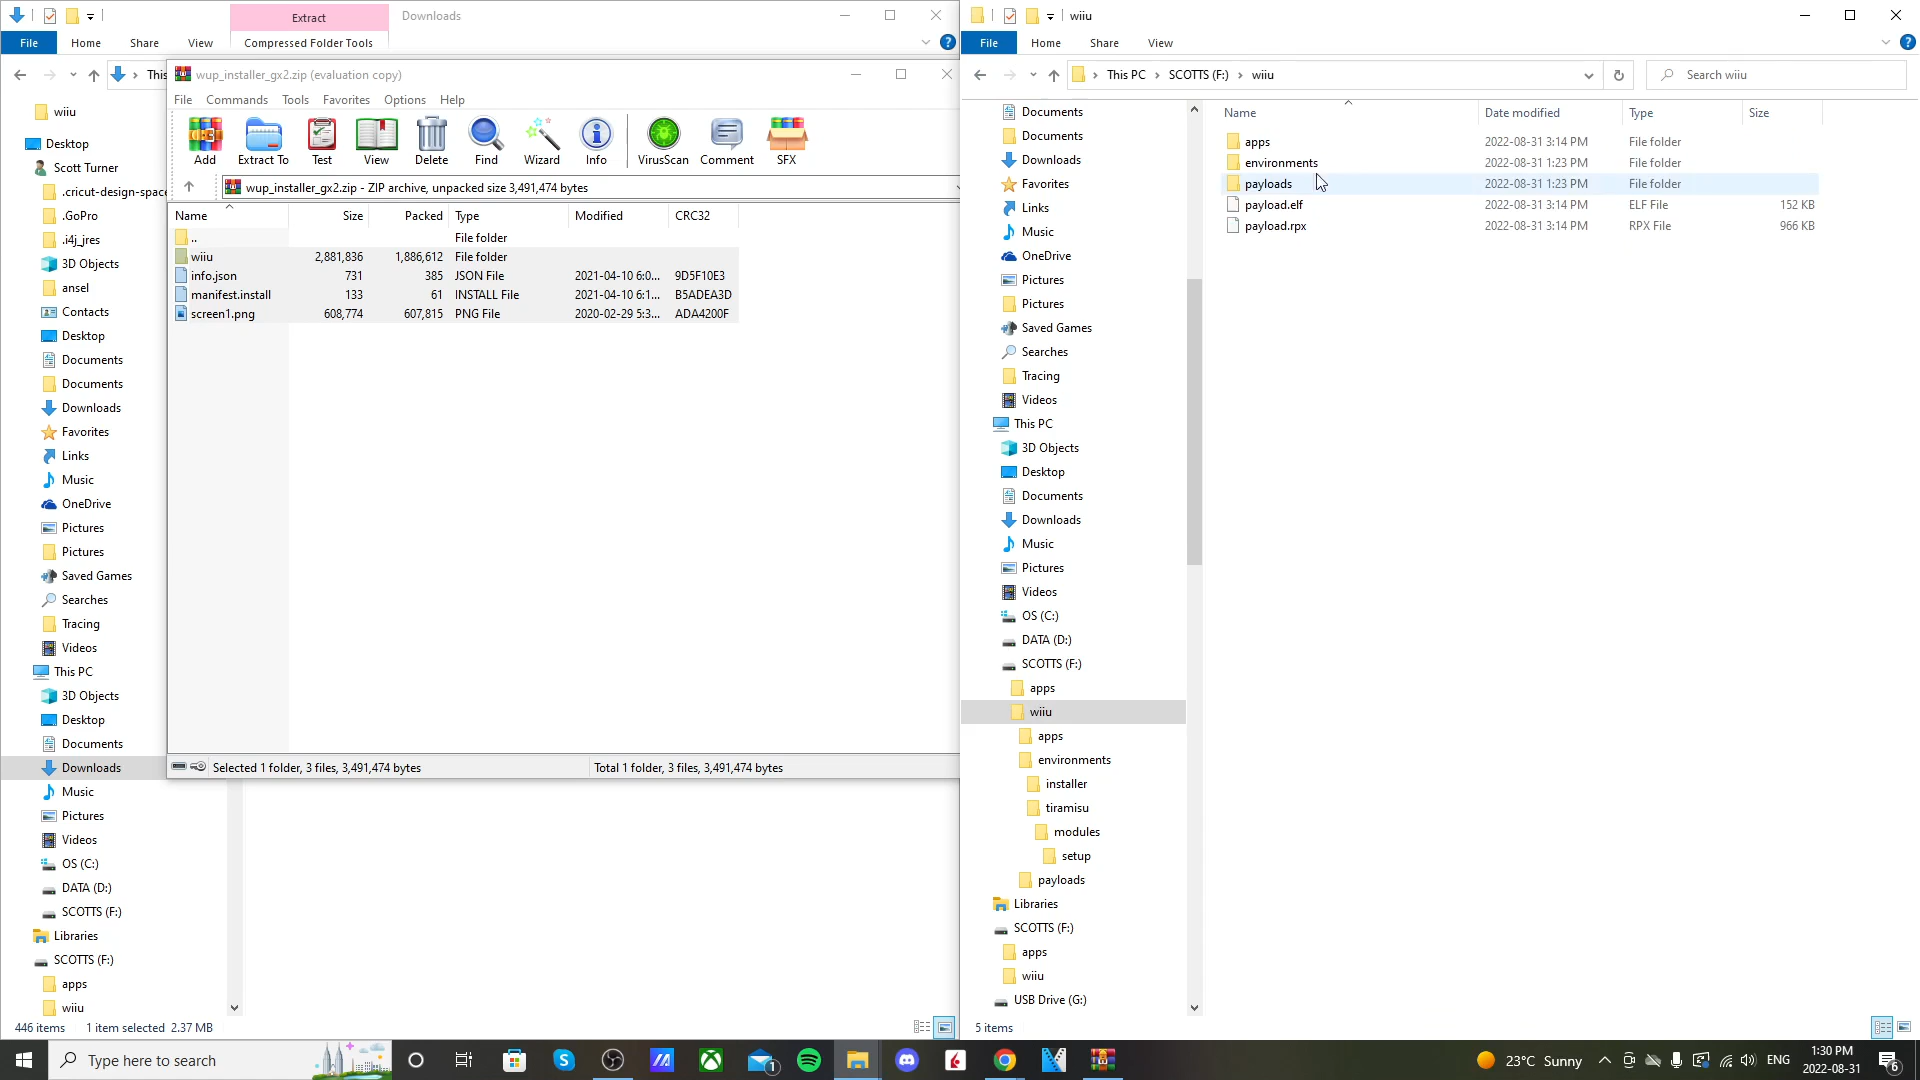 Extract
Downloads
File
Home
Share
View
Compressed Folder Tools
This
wiiu
Desktop
Scott Turner
.cricut-design-space
.GoPro
.i4j_jres
3D Objects
ansel
Contacts
Desktop
Documents
Documents
Downloads
Favorites
Links
Music
OneDrive
Pictures
Pictures
Saved Games
Searches
Tracing
Videos
This PC
3D Objects
Desktop
Documents
Downloads
Music
Pictures
Videos
OS (C:)
DATA (D:)
SCOTTS (F:)
Libraries
SCOTTS (F:)
apps
wiiu
446 items 1 item selected 2.37 MB
wup_installer_gx2.zip (evaluation copy)
File Commands Tools Favorites Options Help
Add Extract To Test View Delete Find Wizard Info VirusScan Comment SFX
wup_installer_gx2.zip - ZIP archive, unpacked size 3,491,474 bytes
Name Size Packed Type Modified CRC32
.. File folder
wiiu 2,881,836 1,886,612 File folder
info.json 731 385 JSON File 2021-04-10 6:0... 9D5F10E3
manifest.install 133 61 INSTALL File 2021-04-10 6:1... B5ADEA3D
screen1.png 608,774 607,815 PNG File 2020-02-29 5:3... ADA4200F
Selected 1 folder, 3 files, 3,491,474 bytes
Total 1 folder, 3 files, 3,491,474 bytes
wiiu
File Home Share View
This PC > SCOTTS (F:) > wiiu
Search wiiu
Documents
Documents
Downloads
Favorites
Links
Music
OneDrive
Pictures
Pictures
Saved Games
Searches
Tracing
Videos
This PC
3D Objects
Desktop
Documents
Downloads
Music
Pictures
Videos
OS (C:)
DATA (D:)
SCOTTS (F:)
apps
wiiu
apps
environments
installer
tiramisu
modules
setup
payloads
Libraries
SCOTTS (F:)
apps
wiiu
USB Drive (G:)
Name Date modified Type Size
apps 2022-08-31 3:14 PM File folder
environments 2022-08-31 1:23 PM File folder
payloads 2022-08-31 1:23 PM File folder
payload.elf 2022-08-31 3:14 PM ELF File 152 KB
payload.rpx 2022-08-31 3:14 PM RPX File 966 KB
5 items
Type here to search
1
23°C Sunny
ENG
1:30 PM
2022-08-31
6